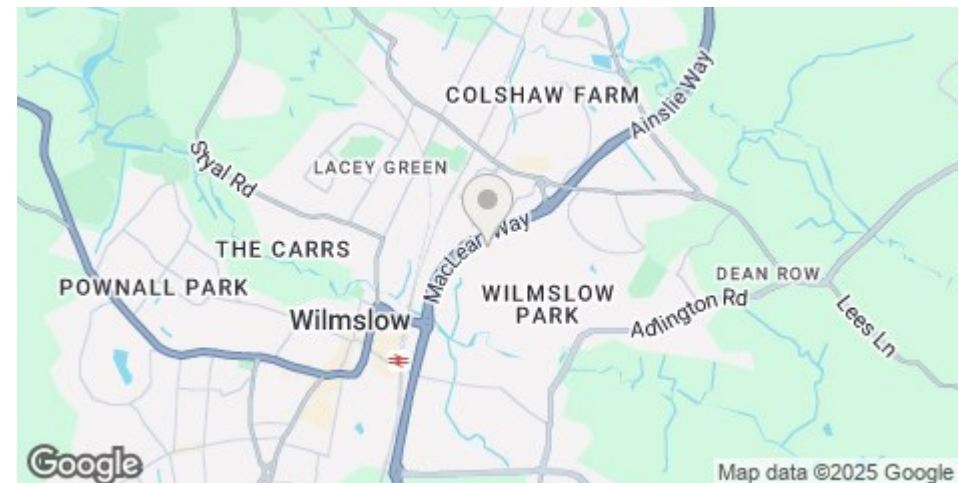 COLSHAW FARM
Ainslie Way
LACEY GREEN
Styal Rd
MacLean Way
THE CARRS
POWNALL PARK
DEAN ROW
WILMSLOW
PARK
Wilmslow
Adlington Rd
Lees Ln
Google
Map data ©2025 Google